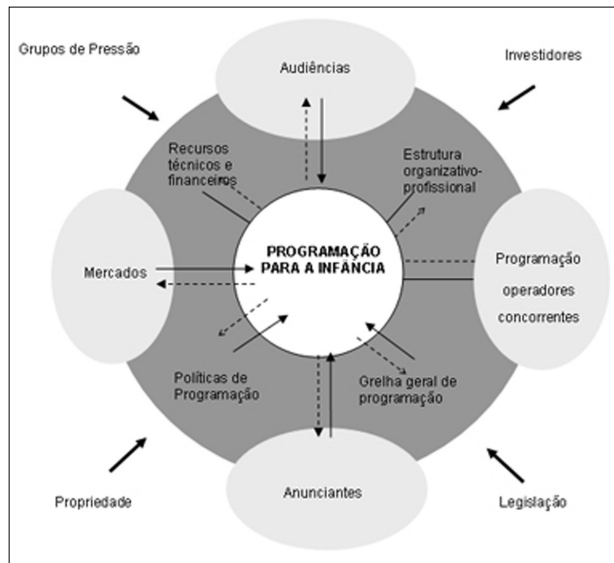 Grupos de Pressão
Investidores
Audiências
Recursos
técnicos e
financeiros
Estrutura
organizativo-
profissional
PROGRAMAÇÃO
PARA A INFÂNCIA
Mercados
Programação
operadores
concorrentes
Políticas de
Programação
Grelha geral de
programação
Anunciantes
Propriedade
Legislação